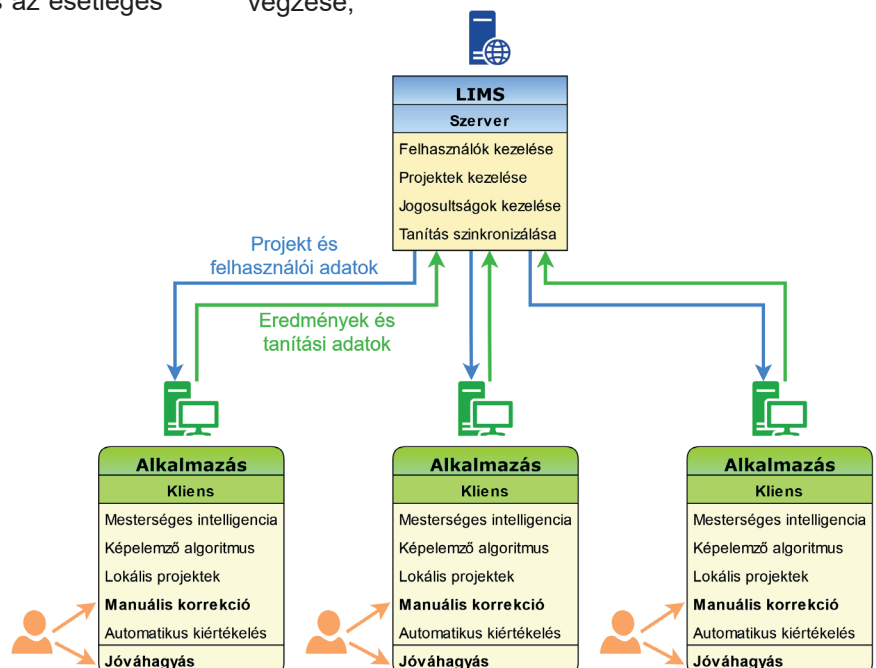 s az esetleges
végzése,
LIMS
Szerver
Felhasználók kezelése
Projektek kezelése
Jogosultságok kezelése
Tanítás szinkronizálása
Projekt és
felhasználói adatok
Eredmények és
tanítási adatok
Alkalmazás
Kliens
Mesterséges intelligencia
Képelemző algoritmus
Lokális projektek
Manuális korrekció
Automatikus kiértékelés
Jóváhagyás
Alkalmazás
Kliens
Mesterséges intelligencia
Képelemző algoritmus
Lokális projektek
Manuális korrekció
Automatikus kiértékelés
Jóváhagyás
Alkalmazás
Kliens
Mesterséges intelligencia
Képelemző algoritmus
Lokális projektek
Manuális korrekció
Automatikus kiértékelés
Jóváhagyás